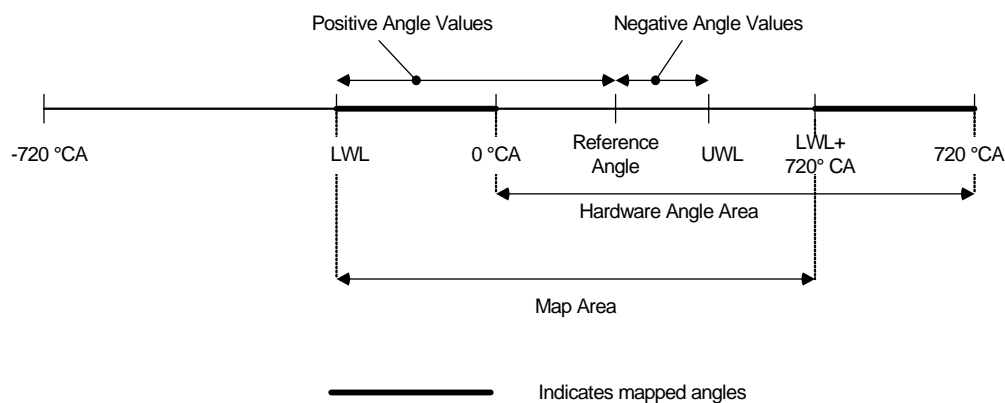 Positive Angle Values
Negative Angle Values
-720 °CA
LWL
0 °CA
Reference
Angle
UWL
LWL+
720° CA
720 °CA
Hardware Angle Area
Map Area
Indicates mapped angles